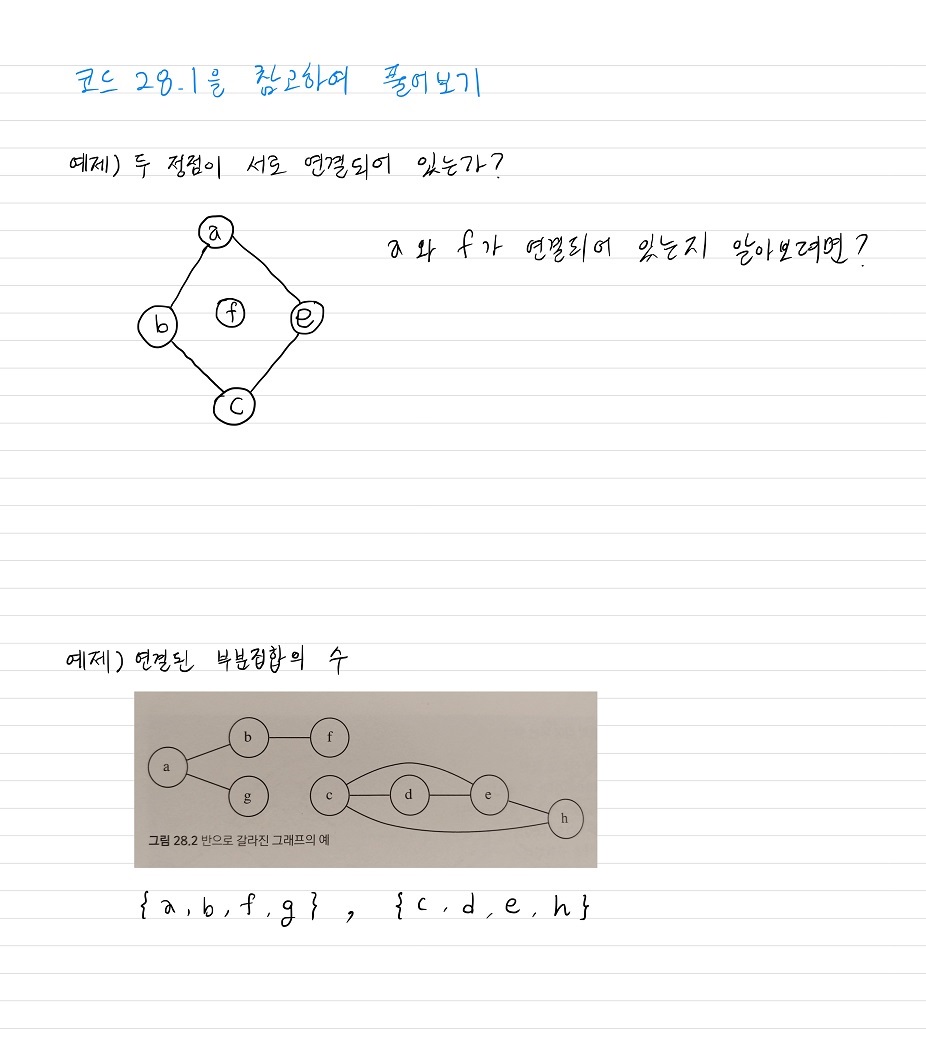 코드 28.1을 참고하여 풀어보기
예제) 두 정점이 서로 연결되어 있는가?
a
a와 f가 연결되어 있는지 알아보려면?
b f e
c
예제) 연결된 부분집합의 수
b f
a
g c d e
h
그림 28.2 반으로 갈라진 그래프의 예
{a, b, f, g} , {c, d, e, h}